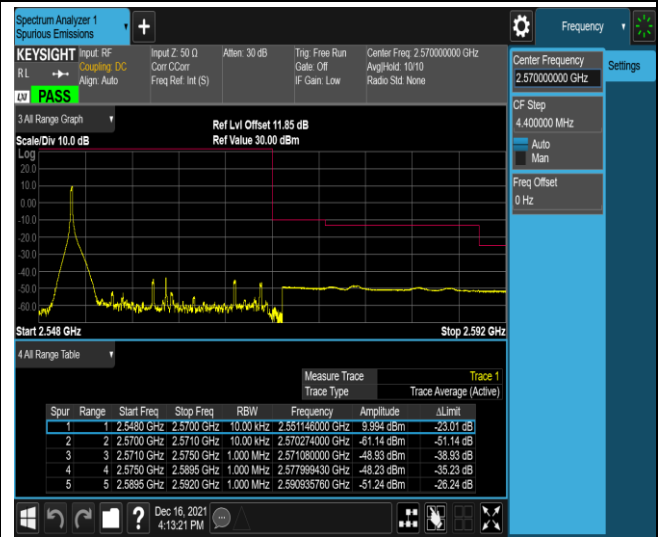 Spectrum Analyzer 1
Spurious Emissions
Frequency
KEYSIGHT
R L
LXI
PASS
Input: RF
Coupling: DC
Align: Auto
Input Z: 50 Ω
Corr CCorr
Freq Ref: Int (S)
Atten: 30 dB
Trig: Free Run
Gate: Off
IF Gain: Low
Center Freq: 2.570000000 GHz
Avg|Hold: 10/10
Radio Std: None
Center Frequency
2.570000000 GHz
Settings
CF Step
4.400000 MHz
Auto
Man
Freq Offset
0 Hz
3 All Range Graph
Ref Lvl Offset 11.85 dB
Scale/Div 10.0 dB
Ref Value 30.00 dBm
Log
20.0
10.0
0.00
-10.0
-20.0
-30.0
-40.0
-50.0
-60.0
Start 2.548 GHz
Stop 2.592 GHz
4 All Range Table
Measure Trace Trace 1
Trace Type Trace Average (Active)
Spur Range Start Freq Stop Freq RBW Frequency Amplitude ΔLimit
1 1 2.5480 GHz 2.5700 GHz 10.00 kHz 2.551146000 GHz 9.994 dBm -23.01 dB
2 2 2.5700 GHz 2.5710 GHz 10.00 kHz 2.570274000 GHz -61.14 dBm -51.14 dB
3 3 2.5710 GHz 2.5750 GHz 1.000 MHz 2.571080000 GHz -48.93 dBm -38.93 dB
4 4 2.5750 GHz 2.5895 GHz 1.000 MHz 2.577999430 GHz -48.23 dBm -35.23 dB
5 5 2.5895 GHz 2.5920 GHz 1.000 MHz 2.590935760 GHz -51.24 dBm -26.24 dB
Dec 16, 2021
4:13:21 PM